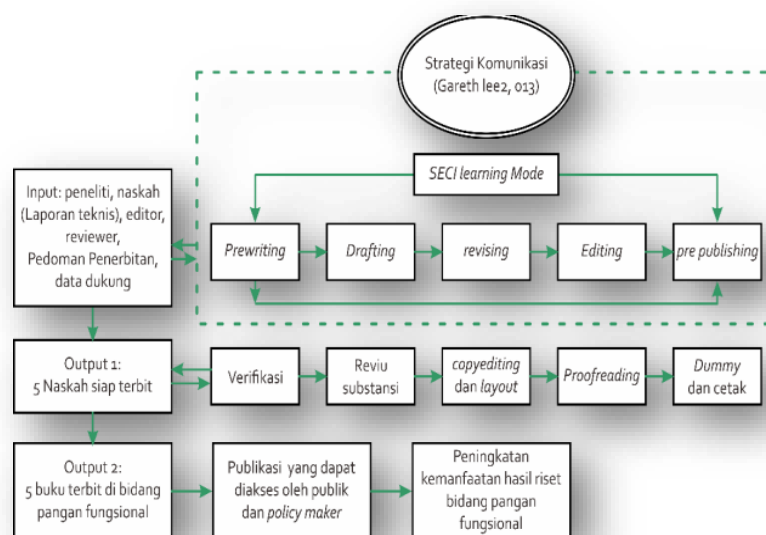 Strategi Komunikasi
(Gareth lee2, 013)
SECI learning Mode
Input: peneliti, naskah
(Laporan teknis), editor,
reviewer,
Pedoman Penerbitan,
data dukung
Prewriting
Drafting
revising
Editing
pre publishing
Output 1:
5 Naskah siap terbit
Verifikasi
Reviu
substansi
copyediting
dan layout
Proofreading
Dummy
dan cetak
Output 2:
5 buku terbit di bidang
pangan fungsional
Publikasi yang dapat
diakses oleh publik
dan policy maker
Peningkatan
kemanfaatan hasil riset
bidang pangan
fungsional